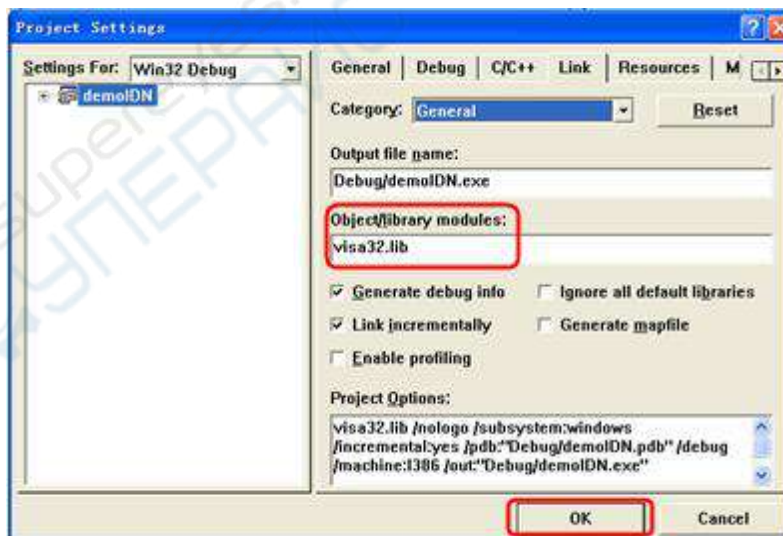 Project Settings
Settings For: Win32 Debug
demoIDN
General Debug C/C++ Link Resources M
Category: General Reset
Output file name:
Debug/demoIDN.exe
Object/library modules:
visa32.lib
Generate debug info Ignore all default libraries
Link incrementally Generate mapfile
Enable profiling
Project Options:
visa32.lib /nologo /subsystem:windows
/incremental:yes /pdb:"Debug/demoIDN.pdb" /debug
/machine:I386 /out:"Debug/demoIDN.exe"
OK Cancel